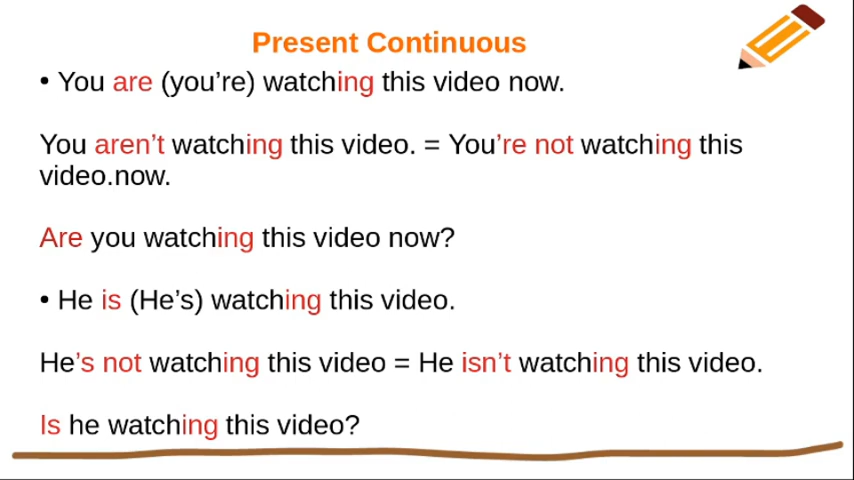 Present Continuous
• You are (you’re) watching this video now.
You aren’t watching this video. = You’re not watching this
video.now.
Are you watching this video now?
• He is (He’s) watching this video.
He’s not watching this video = He isn’t watching this video.
Is he watching this video?